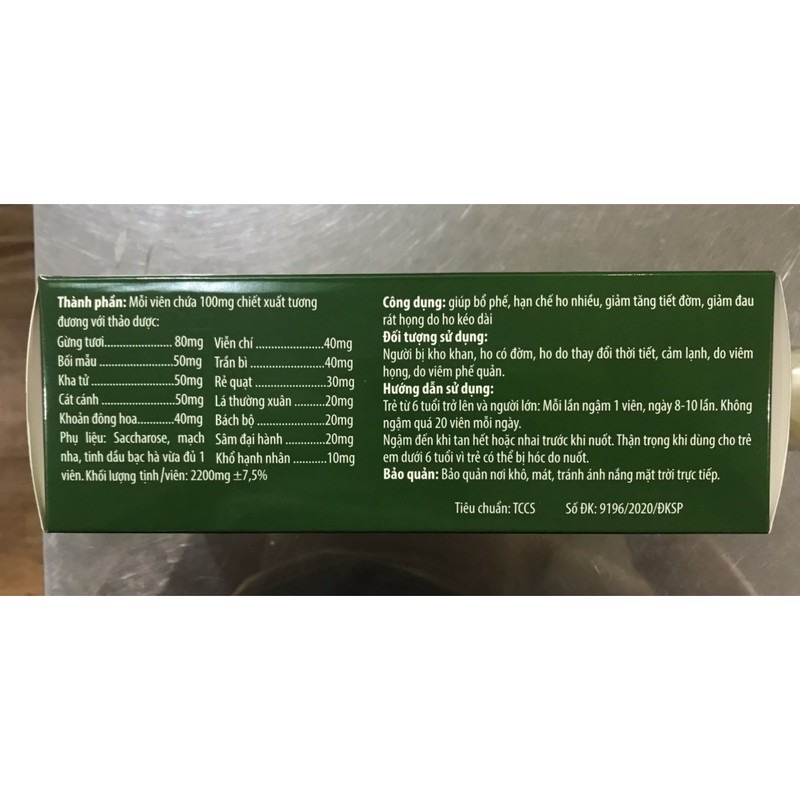 Thành phần: Mỗi viên chứa 100mg chiết xuất tương
đương với thảo dược:
Gừng tươi....................... 80mg
Bối mẫu ......................... 50mg
Kha tử ............................ 50mg
Cát cánh ........................ 50mg
Khoản đông hoa...........40mg
Phụ liệu: Saccharose, mạch
nha, tinh dầu bạc hà vừa đủ 1
viên. Khối lượng tịnh /viên: 2200mg ±7,5%
Viễn chí .......................40mg
Trần bì .........................40mg
Rẻ quạt ........................30mg
Lá thường xuân ..........20mg
Bách bộ .......................20mg
Sâm đại hành .............20mg
Khổ hạnh nhân ..........10mg
Công dụng: giúp bổ phế, hạn chế ho nhiều, giảm tăng tiết đờm, giảm đau
rát họng do ho kéo dài
Đối tượng sử dụng:
Người bị ho khan, ho có đờm, ho do thay đổi thời tiết, cảm lạnh, do viêm
họng, do viêm phế quản.
Hướng dẫn sử dụng:
Trẻ từ 6 tuổi trở lên và người lớn: Mỗi lần ngậm 1 viên, ngày 8-10 lần. Không
ngậm quá 20 viên mỗi ngày.
Ngậm đến khi tan hết hoặc nhai trước khi nuốt. Thận trọng khi dùng cho trẻ
em dưới 6 tuổi vì trẻ có thể bị hóc do nuốt.
Bảo quản: Bảo quản nơi khô, mát, tránh ánh nắng mặt trời trực tiếp.
Tiêu chuẩn: TCCS Số ĐK: 9196/2020/ĐKSP